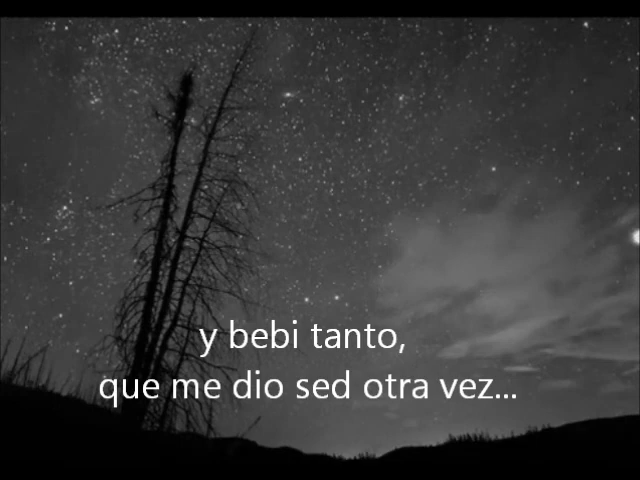 y bebi tanto,
que me dio sed otra vez...